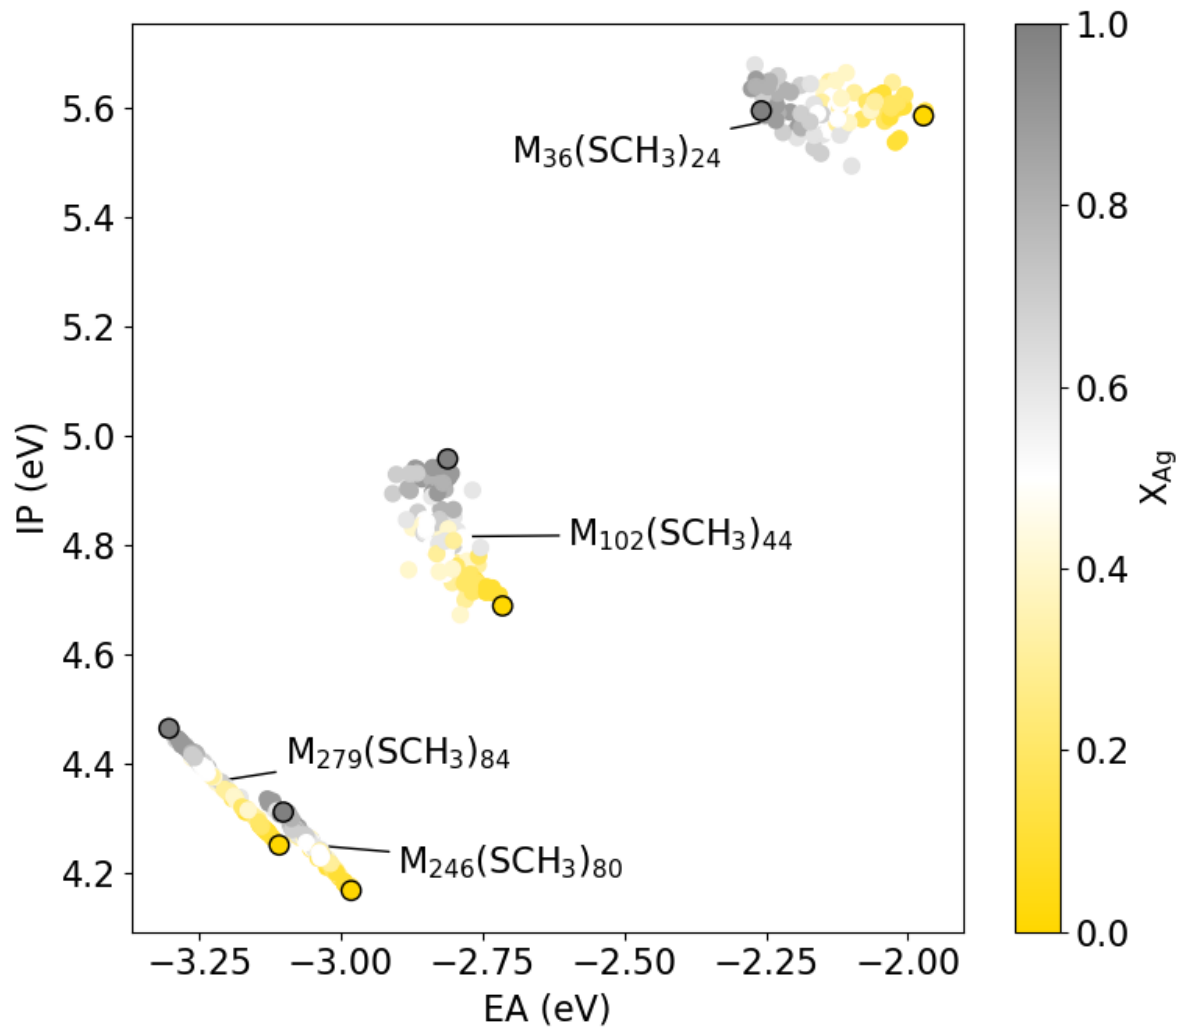 5.6
5.4
5.2
5.0
4.8
4.6
4.4
4.2
IP (eV)
M₃₆(SCH₃)₂₄
M₁₀₂(SCH₃)₄₄
M₂₇₉(SCH₃)₈₄
M₂₄₆(SCH₃)₈₀
−3.25 −3.00 −2.75 −2.50 −2.25 −2.00
EA (eV)
1.0
0.8
0.6
0.4
0.2
0.0
X_Ag